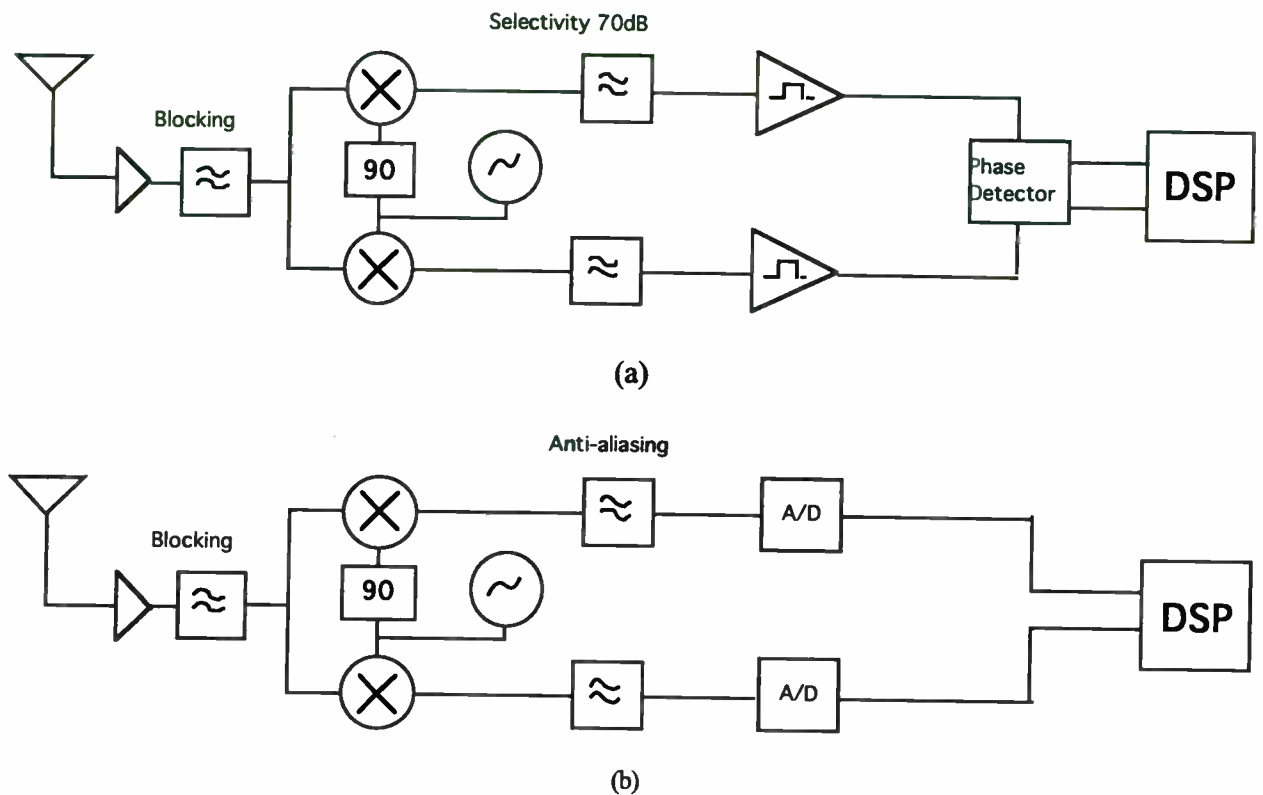 Selectivity 70dB
Blocking
90
Phase
Detector
DSP
(a)
Anti-aliasing
A/D
Blocking
90
DSP
A/D
(b)